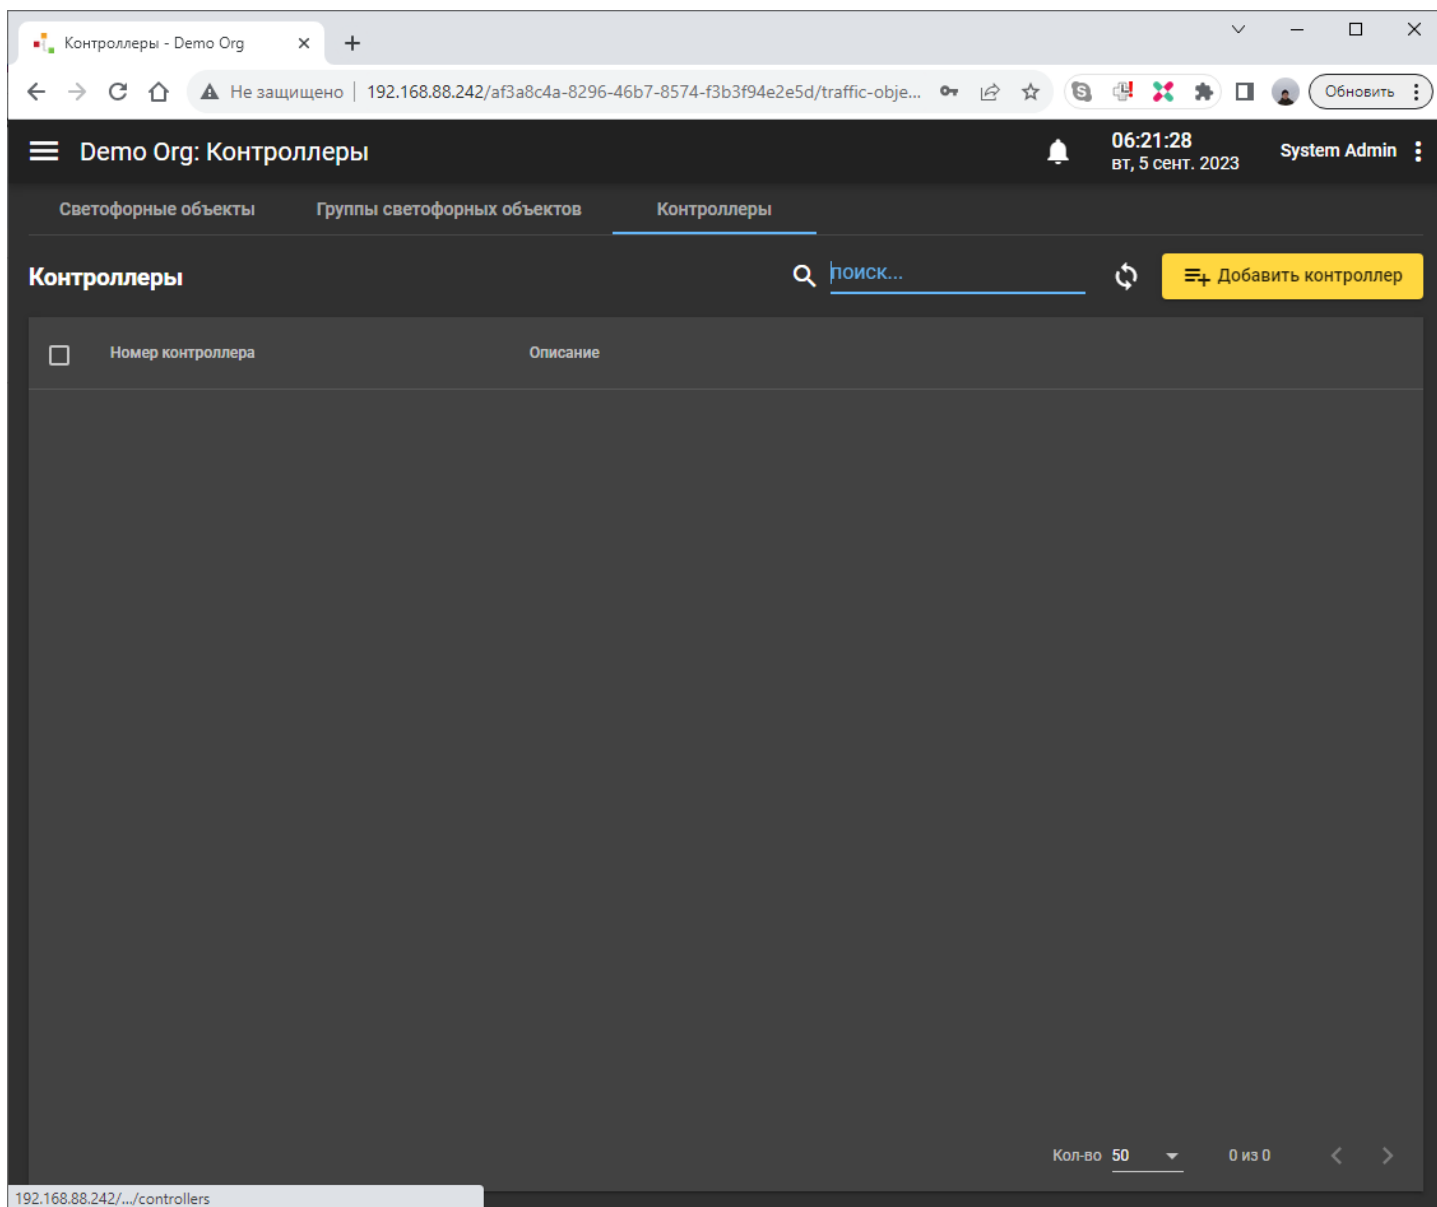 Контроллеры - Demo Org
Не защищено | 192.168.88.242/af3a8c4a-8296-46b7-8574-f3b3f94e2e5d/traffic-obje... Обновить
Demo Org: Контроллеры 06:21:28 System Admin
вт, 5 сент. 2023
Светофорные объекты Группы светофорных объектов Контроллеры
Контроллеры поиск... Добавить контроллер
Номер контроллера Описание
Кол-во 50 0 из 0
192.168.88.242/.../controllers